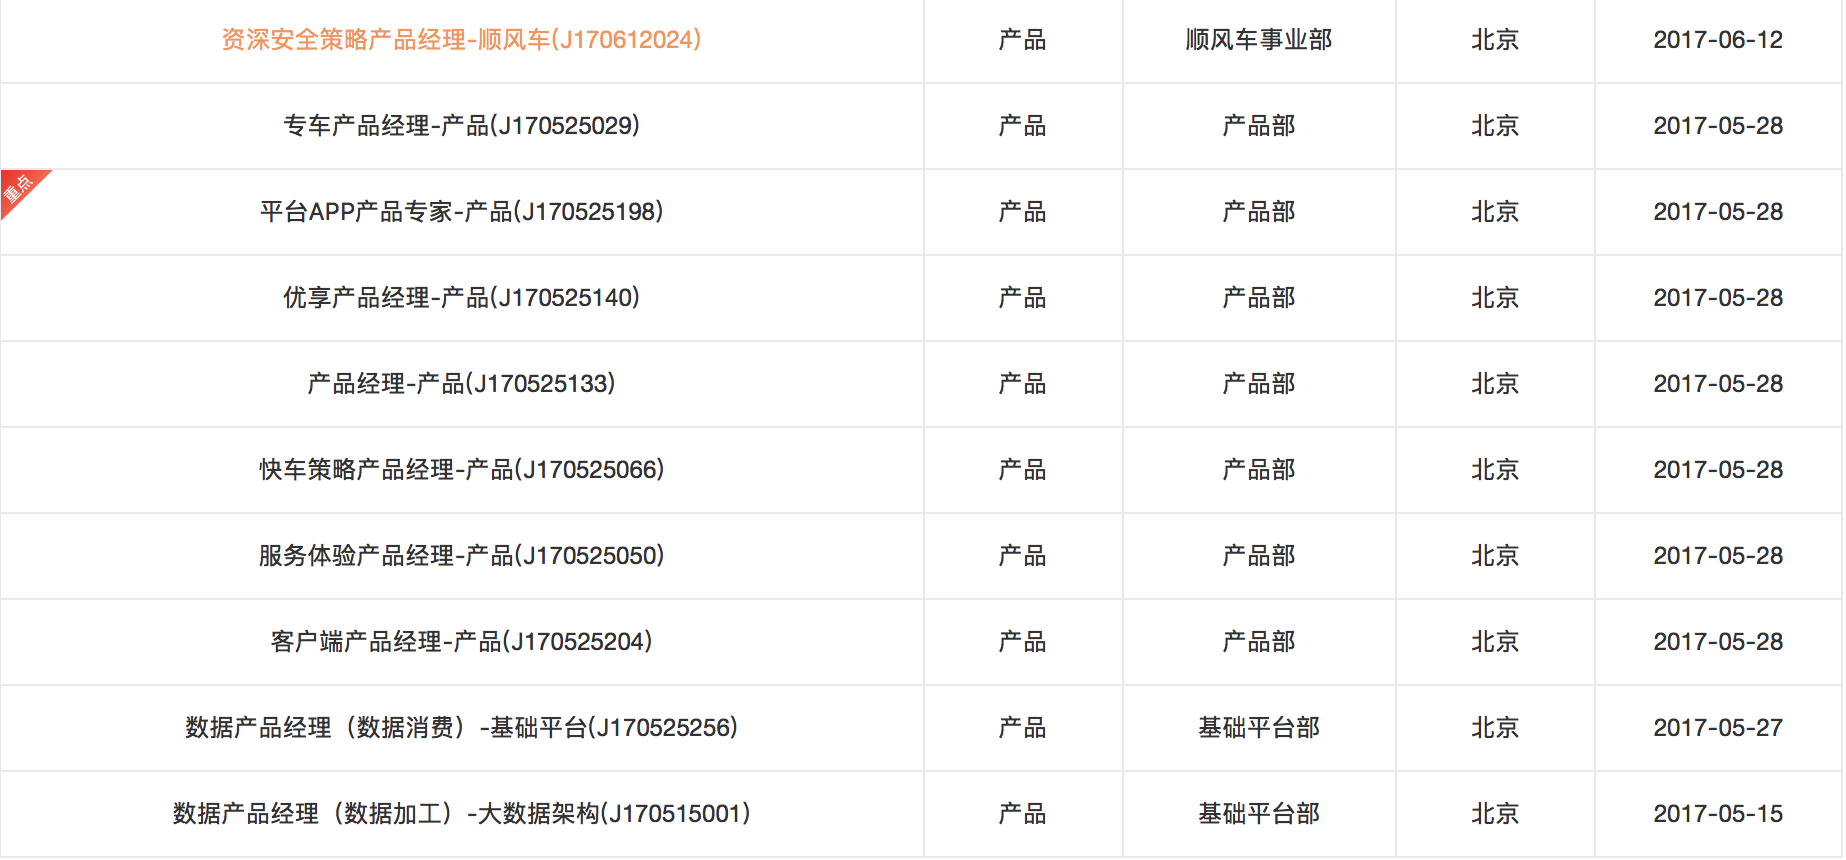 资深安全策略产品经理-顺风车(J170612024) 产品 顺风车事业部 北京 2017-06-12
专车产品经理-产品(J170525029) 产品 产品部 北京 2017-05-28
重点
平台APP产品专家-产品(J170525198) 产品 产品部 北京 2017-05-28
优享产品经理-产品(J170525140) 产品 产品部 北京 2017-05-28
产品经理-产品(J170525133) 产品 产品部 北京 2017-05-28
快车策略产品经理-产品(J170525066) 产品 产品部 北京 2017-05-28
服务体验产品经理-产品(J170525050) 产品 产品部 北京 2017-05-28
客户端产品经理-产品(J170525204) 产品 产品部 北京 2017-05-28
数据产品经理（数据消费）-基础平台(J170525256) 产品 基础平台部 北京 2017-05-27
数据产品经理（数据加工）-大数据架构(J170515001) 产品 基础平台部 北京 2017-05-15